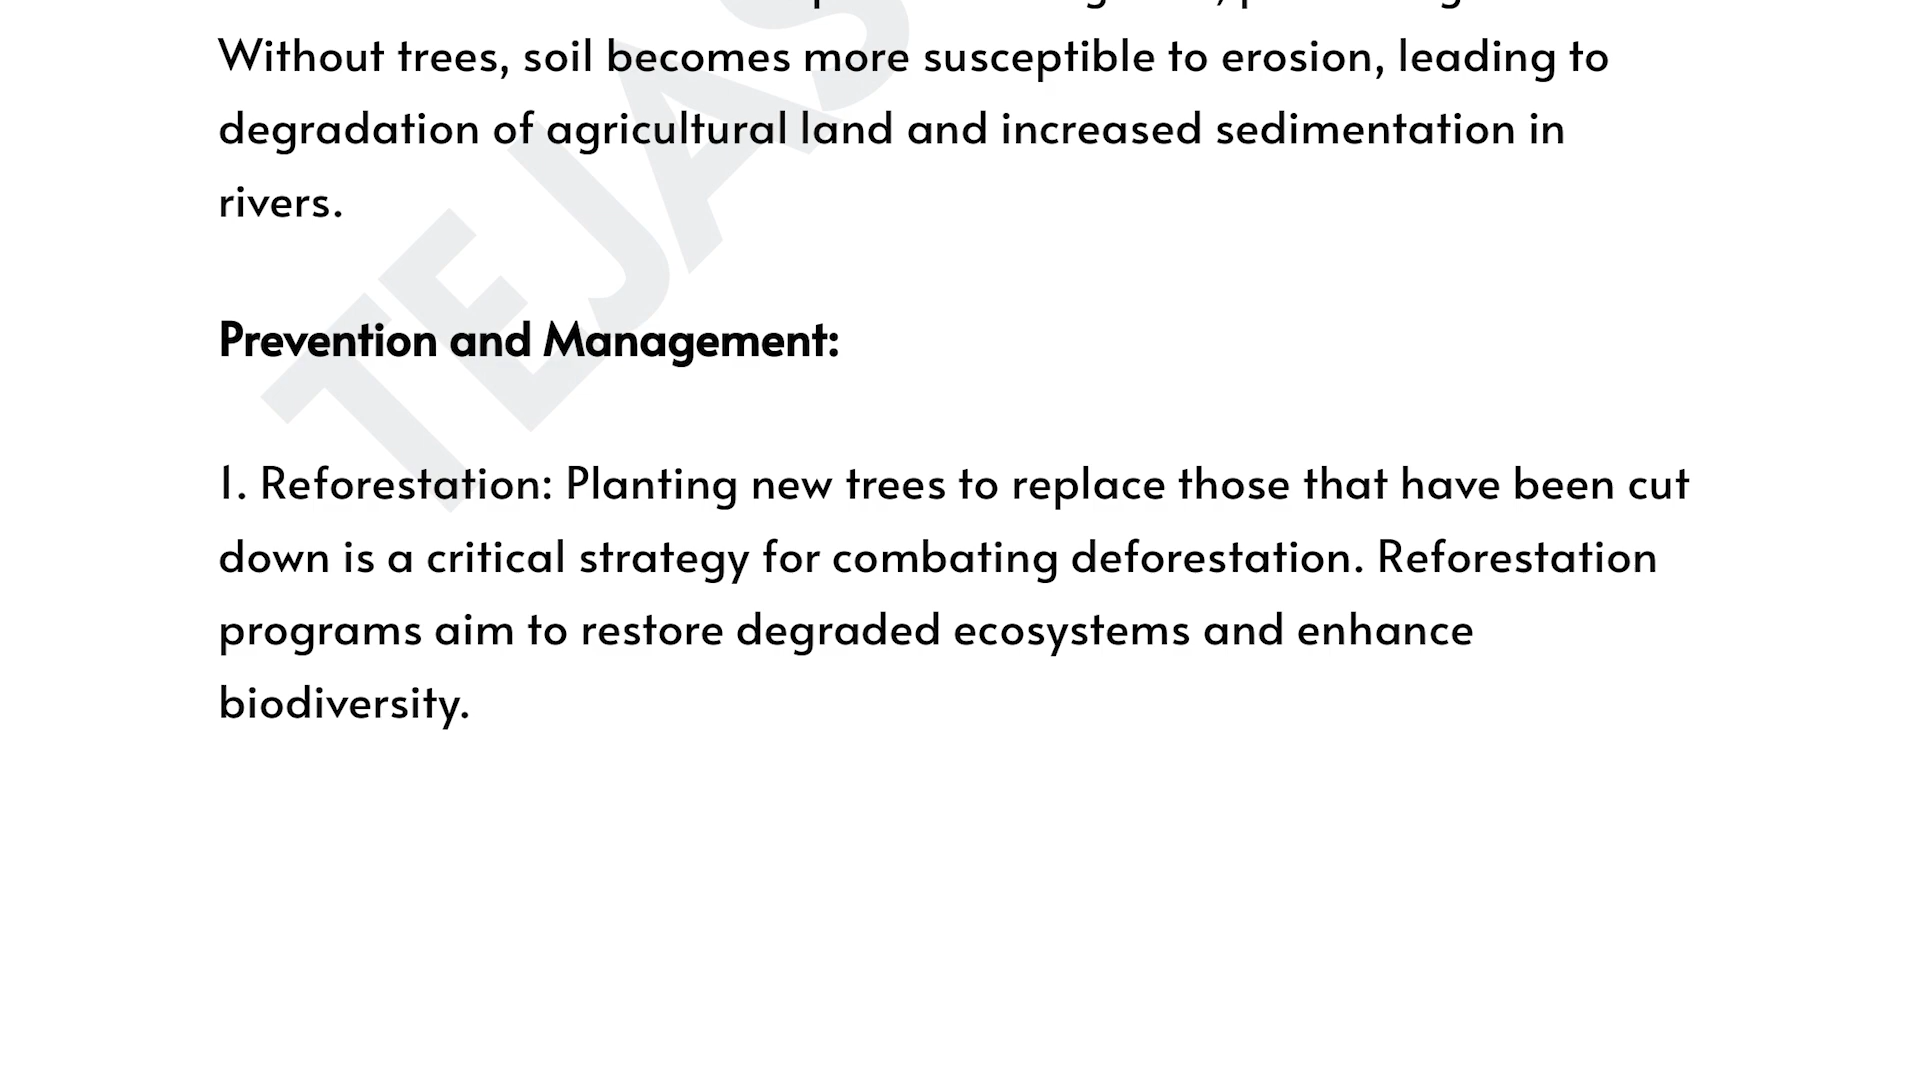 Without trees, soil becomes more susceptible to erosion, leading to
degradation of agricultural land and increased sedimentation in
rivers.
Prevention and Management:
1. Reforestation: Planting new trees to replace those that have been cut
down is a critical strategy for combating deforestation. Reforestation
programs aim to restore degraded ecosystems and enhance
biodiversity.
TEJAS